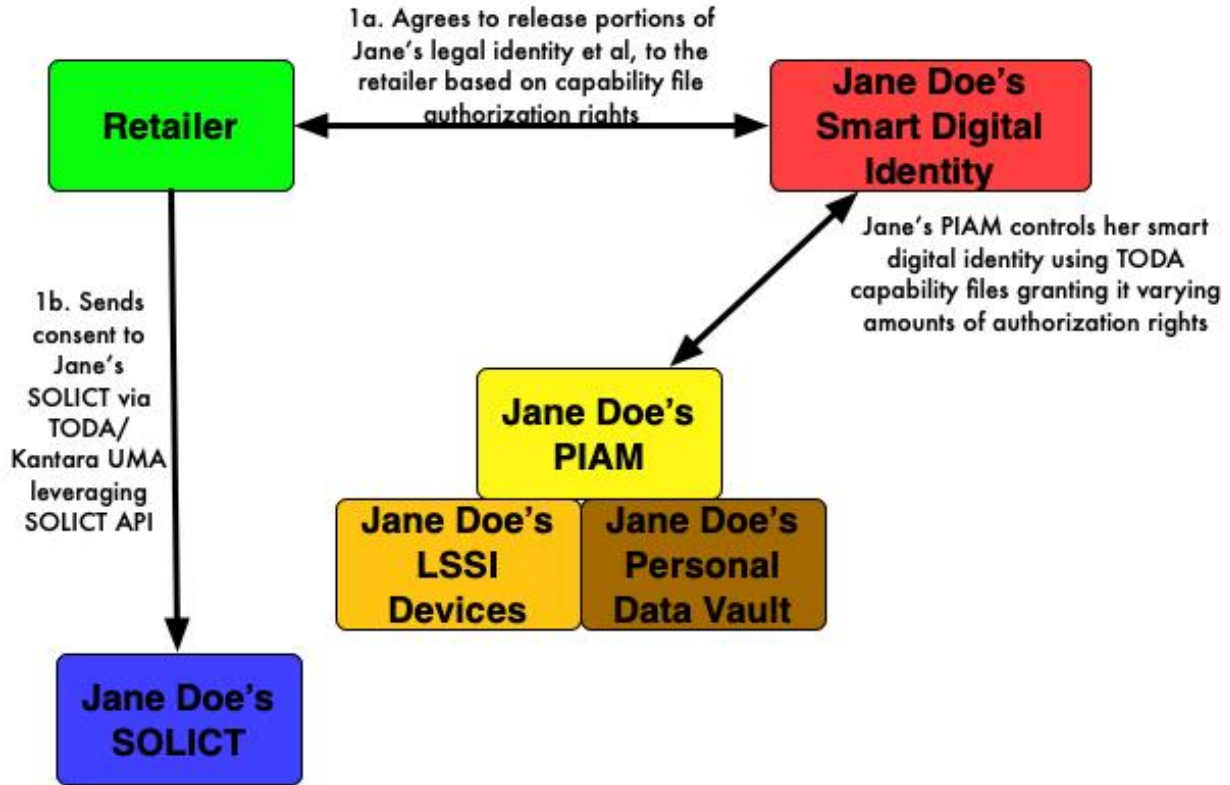 1a. Agrees to release portions of
Jane's legal identity et al, to the
retailer based on capability file
authorization rights
Retailer
Jane Doe's
Smart Digital
Identity
Jane's PIAM controls her smart
digital identity using TODA
capability files granting it varying
amounts of authorization rights
1b. Sends
consent to
Jane's
SOLICT via
TODA/
Kantara UMA
leveraging
SOLICT API
Jane Doe's
PIAM
Jane Doe's
LSSI
Devices
Jane Doe's
Personal
Data Vault
Jane Doe's
SOLICT